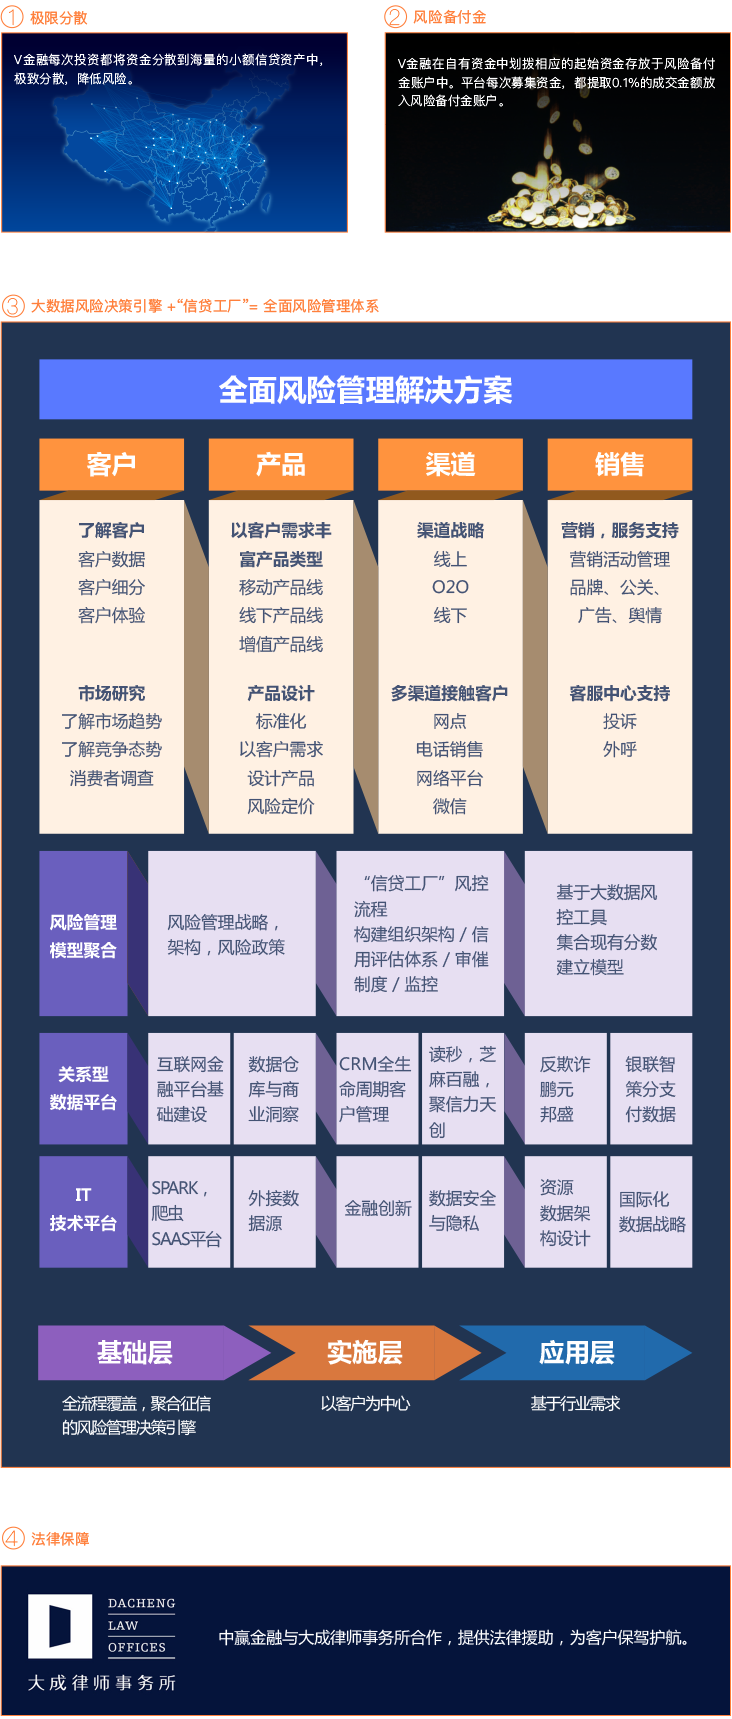 ① 极限分散
V金融每次投资都将资金分散到海量的小额信贷资产中，
极致分散，降低风险。
② 风险备付金
V金融在自有资金中划拨相应的起始资金存放于风险备付
金账户中。平台每次募集资金，都提取0.1%的成交金额放
入风险备付金账户。
③ 大数据风险决策引擎 +“信贷工厂”= 全面风险管理体系
全面风险管理解决方案
客户
了解客户
客户数据
客户细分
客户体验
市场研究
了解市场趋势
了解竞争态势
消费者调查
产品
以客户需求丰
富产品类型
移动产品线
线下产品线
增值产品线
产品设计
标准化
以客户需求
设计产品
风险定价
渠道
渠道战略
线上
O2O
线下
多渠道接触客户
网点
电话销售
网络平台
微信
销售
营销，服务支持
营销活动管理
品牌、公关、
广告、舆情
客服中心支持
投诉
外呼
风险管理
模型聚合
风险管理战略，
架构，风险政策
“信贷工厂”风控
流程
构建组织架构 / 信
用评估体系 / 审催
制度 / 监控
基于大数据风
控工具
集合现有分数
建立模型
关系型
数据平台
互联网金
融平台基
础建设
数据仓
库与商
业洞察
CRM全生
命周期客
户管理
读秒，芝
麻百融，
聚信力天
创
反欺诈
鹏元
邦盛
银联智
策分支
付数据
IT
技术平台
SPARK，
爬虫
SAAS平台
外接数
据源
金融创新
数据安全
与隐私
资源
数据架
构设计
国际化
数据战略
基础层
全流程覆盖，聚合征信
的风险管理决策引擎
实施层
以客户为中心
应用层
基于行业需求
④ 法律保障
DACHENG
LAW
OFFICES
大成律师事务所
中赢金融与大成律师事务所合作，提供法律援助，为客户保驾护航。